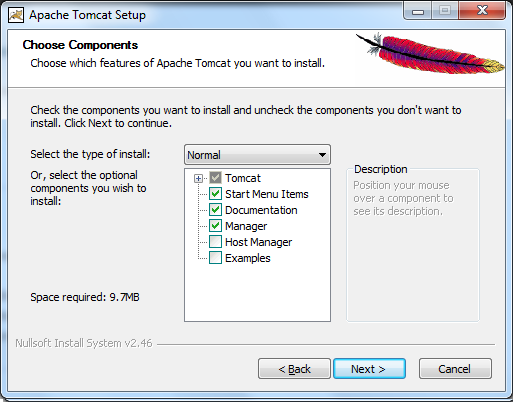 Apache Tomcat Setup
Choose Components
Choose which features of Apache Tomcat you want to install.
Check the components you want to install and uncheck the components you don't want to
install. Click Next to continue.
Select the type of install:
Normal
Or, select the optional
components you wish to
install:
Tomcat
Start Menu Items
Documentation
Manager
Host Manager
Examples
Description
Position your mouse
over a component to
see its description.
Space required: 9.7MB
Nullsoft Install System v2.46
< Back
Next >
Cancel